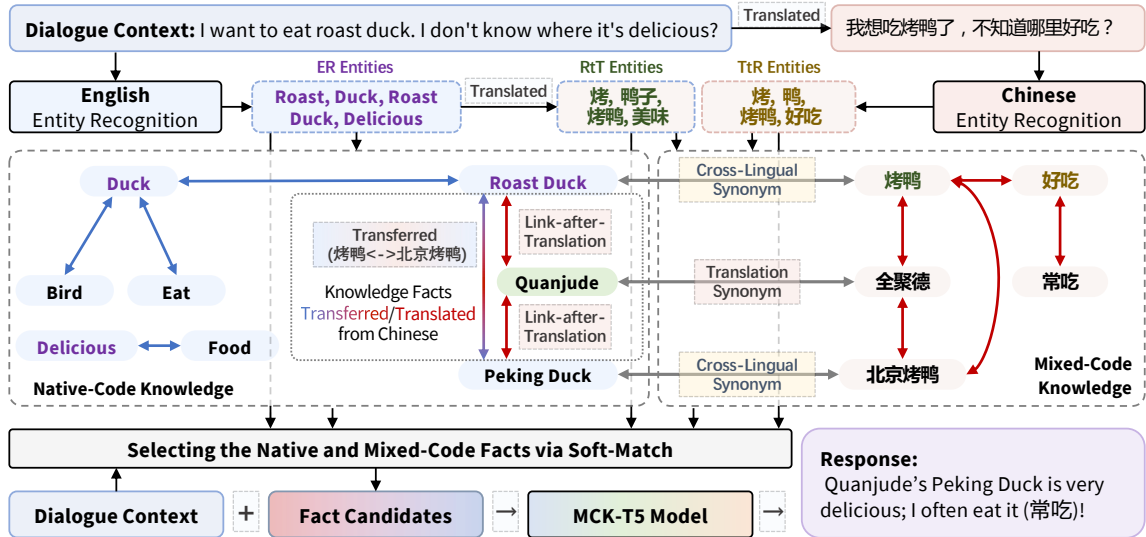 Dialogue Context: I want to eat roast duck. I don't know where it's delicious?
Translated
我想吃烤鸭了，不知道哪里好吃？
ER Entities
RtT Entities
TtR Entities
English
Entity Recognition
Roast, Duck, Roast
Duck, Delicious
Translated
烤, 鸭子,
烤鸭, 美味
烤, 鸭,
烤鸭, 好吃
Chinese
Entity Recognition
Duck
Roast Duck
Cross-Lingual
Synonym
烤鸭
好吃
Transferred
(烤鸭<->北京烤鸭)
Link-after-
Translation
Bird
Eat
Quanjude
Translation
Synonym
全聚德
常吃
Knowledge Facts
Transferred/Translated
from Chinese
Link-after-
Translation
Delicious
Food
Peking Duck
Cross-Lingual
Synonym
北京烤鸭
Native-Code Knowledge
Mixed-Code
Knowledge
Selecting the Native and Mixed-Code Facts via Soft-Match
Dialogue Context
+
Fact Candidates
→
MCK-T5 Model
→
Response:
Quanjude's Peking Duck is very
delicious; I often eat it (常吃)!